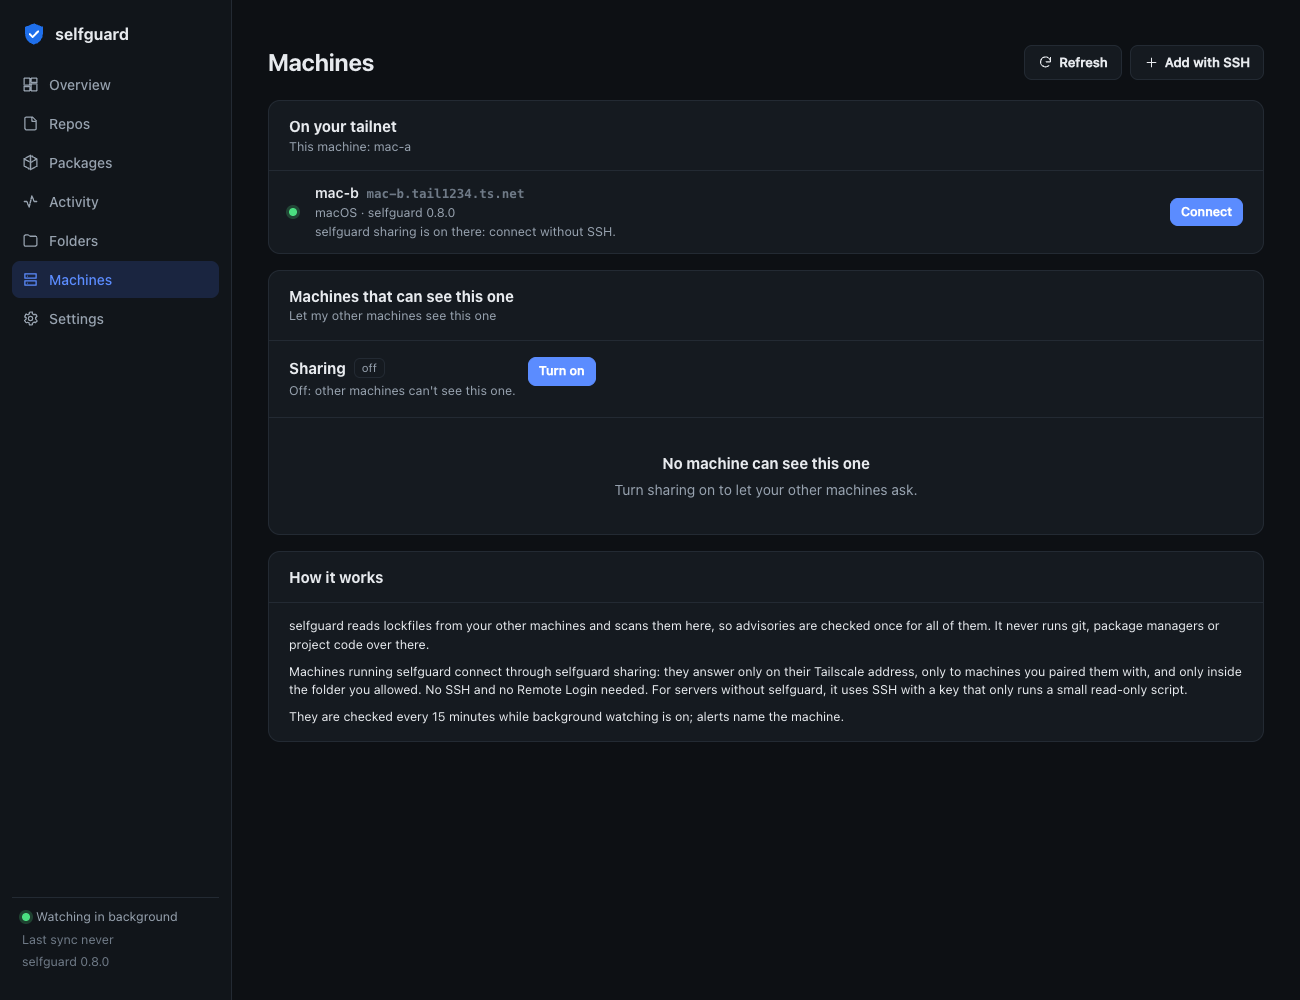 selfguard
Overview
Repos
Packages
Activity
Folders
Machines
Settings
Watching in background
Last sync never
selfguard 0.8.0
Machines
Refresh
Add with SSH
On your tailnet
This machine: mac-a
mac-b mac-b.tail1234.ts.net
macOS · selfguard 0.8.0
selfguard sharing is on there: connect without SSH.
Connect
Machines that can see this one
Let my other machines see this one
Sharing off
Off: other machines can't see this one.
Turn on
No machine can see this one
Turn sharing on to let your other machines ask.
How it works
selfguard reads lockfiles from your other machines and scans them here, so advisories are checked once for all of them. It never runs git, package managers or
project code over there.
Machines running selfguard connect through selfguard sharing: they answer only on their Tailscale address, only to machines you paired them with, and only inside
the folder you allowed. No SSH and no Remote Login needed. For servers without selfguard, it uses SSH with a key that only runs a small read-only script.
They are checked every 15 minutes while background watching is on; alerts name the machine.